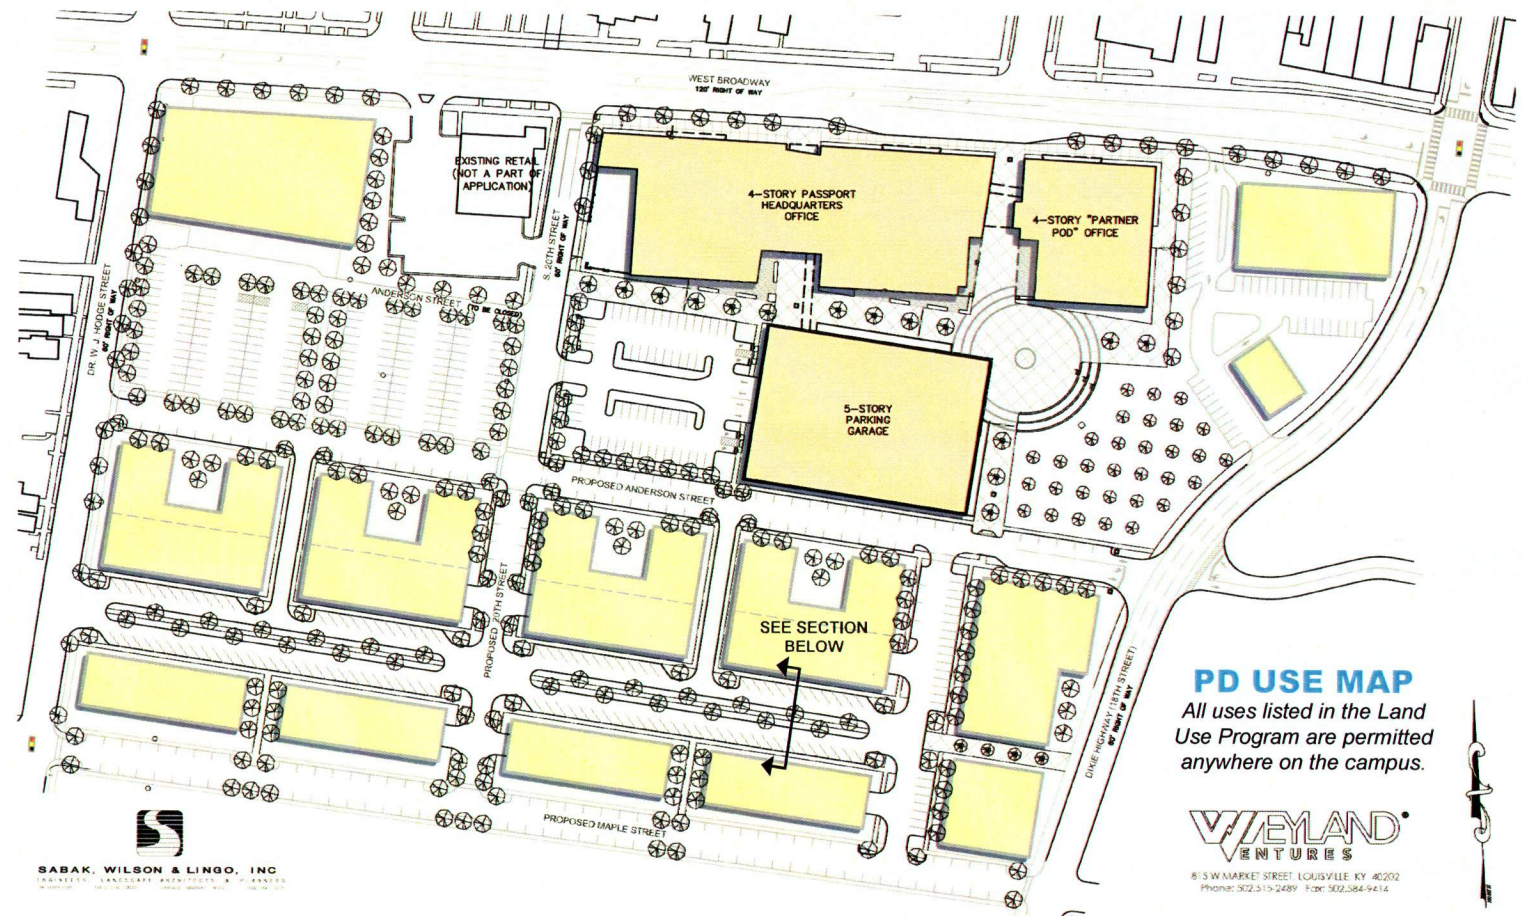 WEST BROADWAY
120' RIGHT OF WAY
EXISTING RETAIL
(NOT A PART OF
APPLICATION)
4-STORY PASSPORT
HEADQUARTERS
OFFICE
4-STORY "PARTNER
POD" OFFICE
S. 20TH STREET
60' RIGHT OF WAY
ANDERSON STREET
(TO BE CLOSED)
DR. W. J. HODGE STREET
60' RIGHT OF WAY
5-STORY
PARKING
GARAGE
PROPOSED ANDERSON STREET
PROPOSED 20TH STREET
SEE SECTION
BELOW
DIXIE HIGHWAY (18TH STREET)
90' RIGHT OF WAY
PROPOSED MAPLE STREET
PD USE MAP
All uses listed in the Land
Use Program are permitted
anywhere on the campus.
WEYLAND
VENTURES
815 W MARKET STREET, LOUISVILLE, KY 40202
Phone: 502.515-2489 Fax: 502.584-9414
SABAK, WILSON & LINGO, INC
ENGINEERS, LANDSCAPE ARCHITECTS & PLANNERS